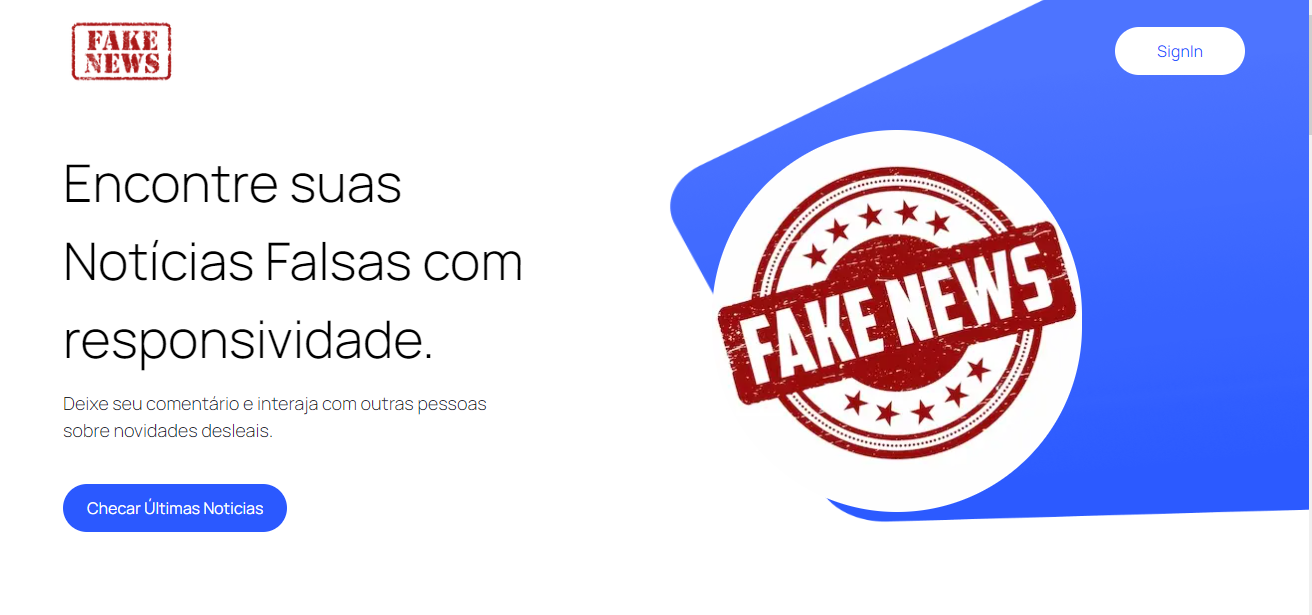 FAKE
NEWS
SignIn
Encontre suas
Notícias Falsas com
responsividade.
Deixe seu comentário e interaja com outras pessoas
sobre novidades desleais.
Checar Últimas Noticias
FAKE NEWS